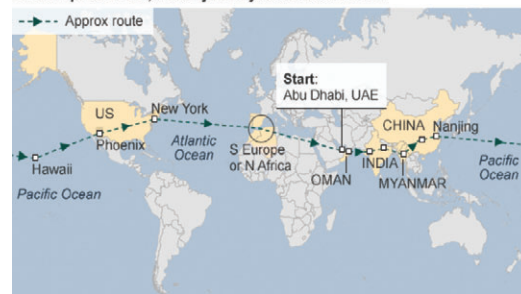 Approx route
Start:
Abu Dhabi, UAE
US
New York
Phoenix
Hawaii
Atlantic
Ocean
Pacific Ocean
S Europe
or N Africa
CHINA
Nanjing
INDIA
OMAN
MYANMAR
Pacific
Ocean